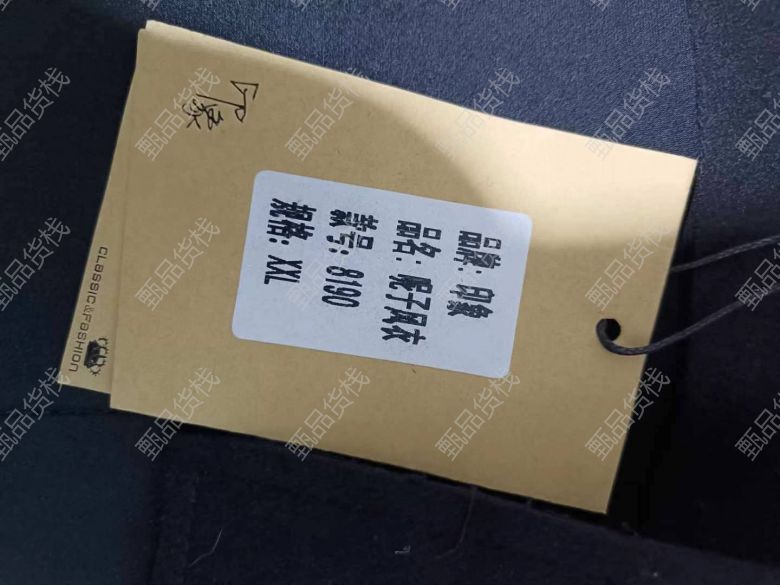 印象
品牌：印象
品名：呢子风衣
款号：8190
规格：XXL
CLASSIC&FASHION
甄品货栈